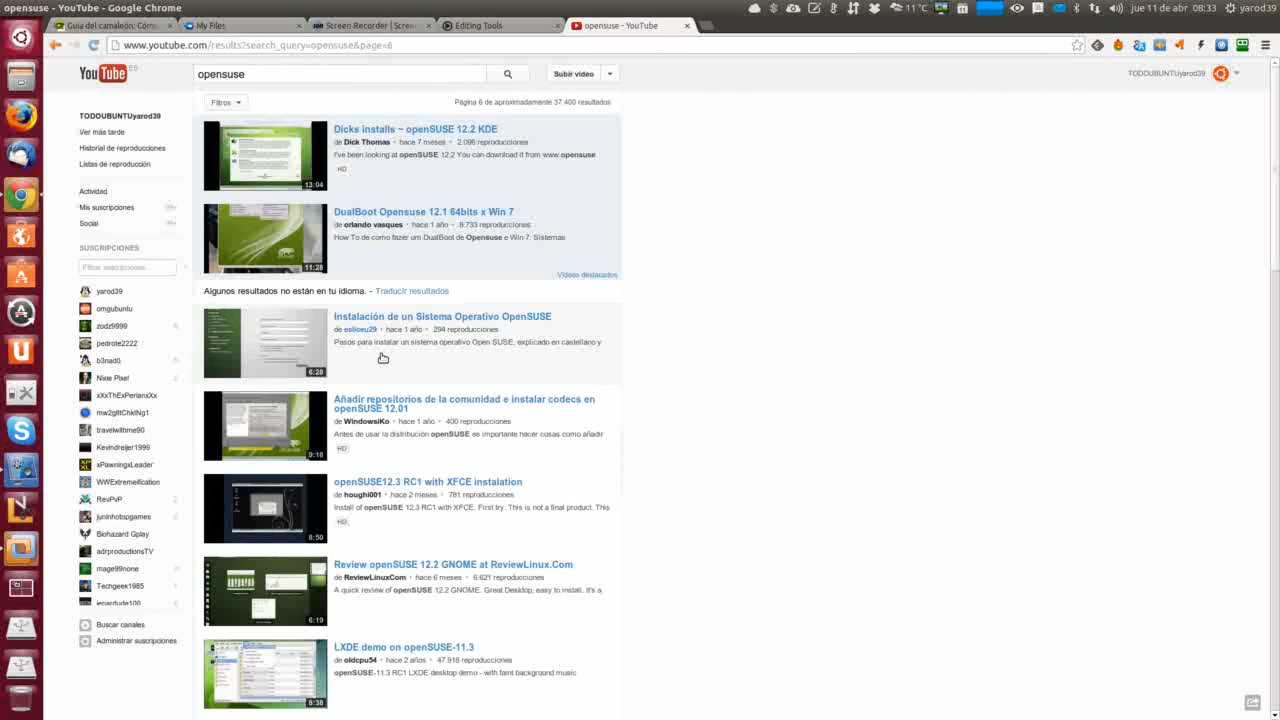 opensuse - YouTube - Google Chrome
jue 11 de abr, 08:33
yarod39
Guía del camaleón: Cóm
My Files
Screen Recorder | Scree
Editing Tools
opensuse - YouTube
www.youtube.com/results?search_query=opensuse&page=6
YouTube ES
opensuse
Subir vídeo
TODOUBUNTUyarod39
Filtros
Página 6 de aproximadamente 37.400 resultados
TODOUBUNTUyarod39
Ver más tarde
Historial de reproducciones
Listas de reproducción
Actividad
Mis suscripciones
Social
SUSCRIPCIONES
Filtrar suscripciones...
yarod39
omgubuntu
zodz9999
pedrote2222
b3nad0
Nixie Pixel
xXxThExPerianxXx
mw2glitChkINg1
travelwithme90
Kevindreijer1999
xPawningxLeader
WWExtremeification
RevPvP
juninhotopgames
Biohazard Gplay
adrproductionsTV
mage99none
Techgeek1985
jenardude100
Buscar canales
Administrar suscripciones
Dicks installs ~ openSUSE 12.2 KDE
de Dick Thomas · hace 7 meses · 2.096 reproducciones
I've been looking at openSUSE 12.2 You can download it from www.opensuse.
HD
13:04
DualBoot Opensuse 12.1 64bits x Win 7
de orlando vasques · hace 1 año · 8.733 reproducciones
How To de como fazer um DualBoot de Opensuse e Win 7. Sistemas
11:28
Vídeos destacados
Algunos resultados no están en tu idioma. - Traducir resultados
Instalación de un Sistema Operativo OpenSUSE
de esliceu29 · hace 1 año · 294 reproducciones
Pasos para instalar un sistema operativo Open SUSE, explicado en castellano y
6:28
Añadir repositorios de la comunidad e instalar codecs en
openSUSE 12.01
de WindowsiKo · hace 1 año · 400 reproducciones
Antes de usar la distribución openSUSE es importante hacer cosas como añadir
HD
9:18
openSUSE12.3 RC1 with XFCE instalation
de houghi001 · hace 2 meses · 781 reproducciones
Install of openSUSE 12.3 RC1 with XFCE. First try. This is not a final product. This
HD
8:50
Review openSUSE 12.2 GNOME at ReviewLinux.Com
de ReviewLinuxCom · hace 6 meses · 6.621 reproducciones
A quick review of openSUSE 12.2 GNOME. Great Desktop, easy to install. It's a
6:19
LXDE demo on openSUSE-11.3
de oldcpu54 · hace 2 años · 47.918 reproducciones
openSUSE-11.3 RC1 LXDE desktop demo - with faint background music
8:38